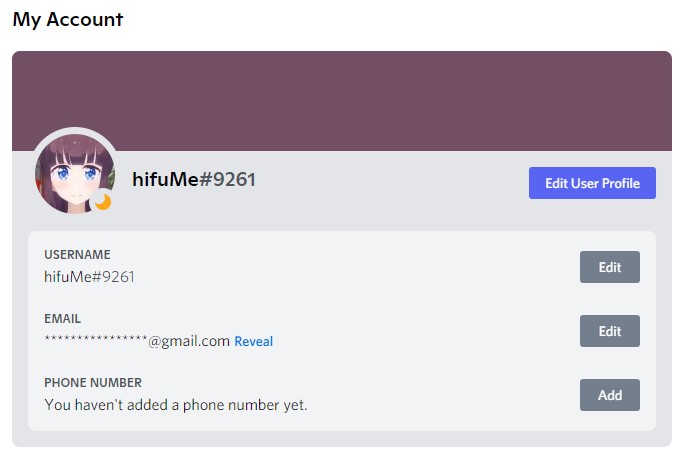 My Account
hifuMe#9261
Edit User Profile
USERNAME
hifuMe#9261
Edit
EMAIL
****************@gmail.com Reveal
Edit
PHONE NUMBER
You haven't added a phone number yet.
Add